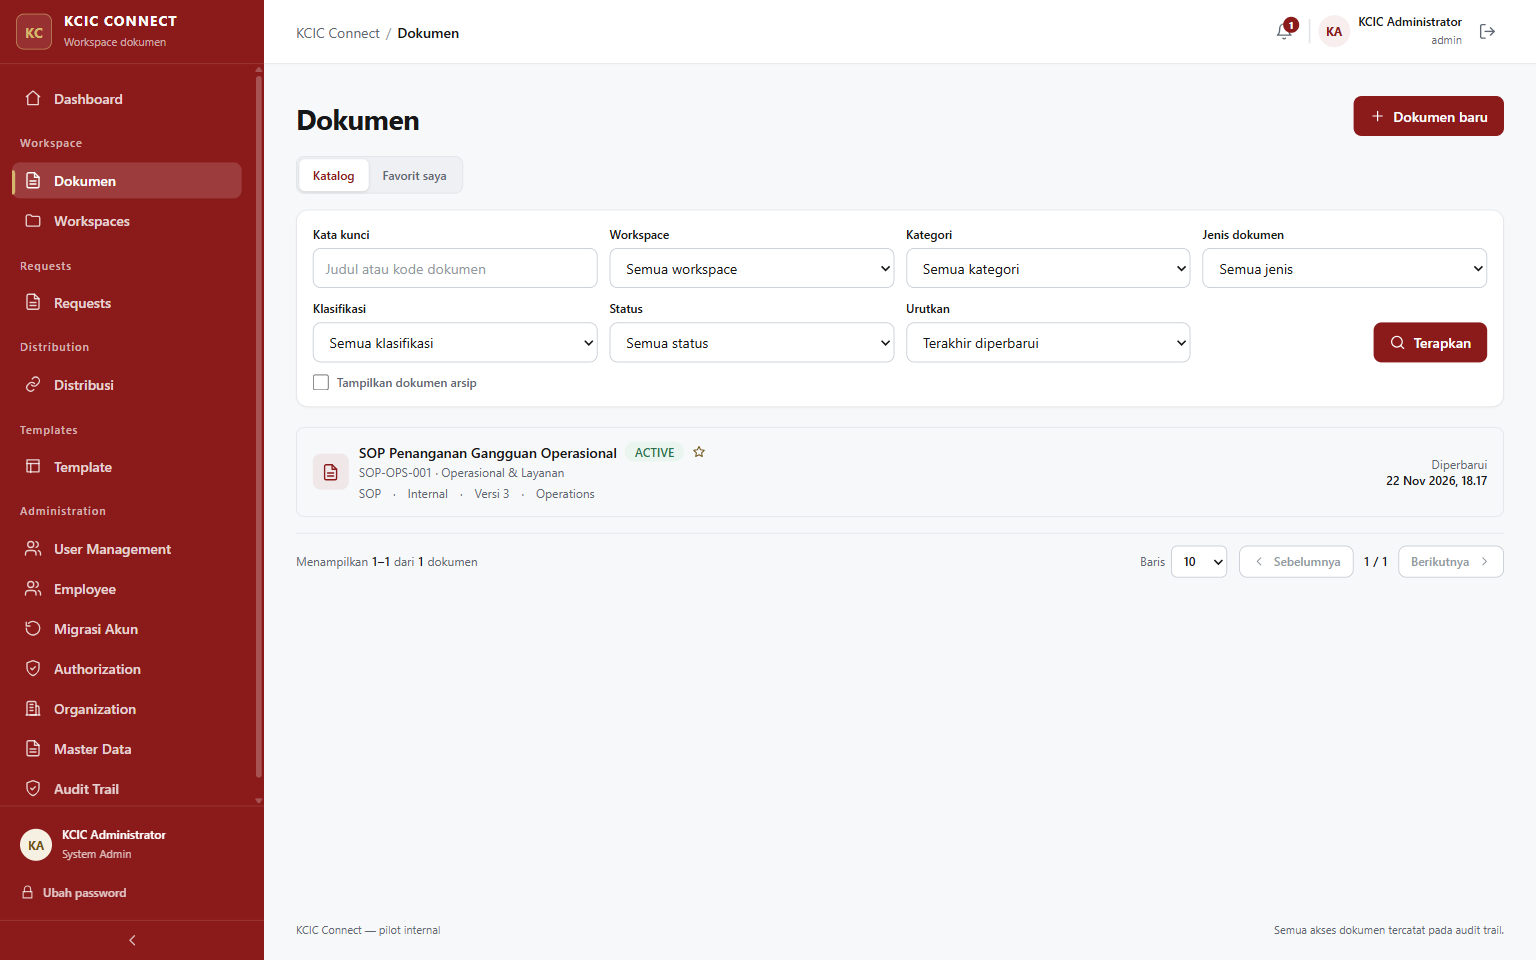 KC
KCIC CONNECT
Workspace dokumen
Dashboard
Workspace
Dokumen
Workspaces
Requests
Requests
Distribution
Distribusi
Templates
Template
Administration
User Management
Employee
Migrasi Akun
Authorization
Organization
Master Data
Audit Trail
KA
KCIC Administrator
System Admin
Ubah password
KCIC Connect / Dokumen
1
KA
KCIC Administrator
admin
Dokumen
Dokumen baru
Katalog
Favorit saya
Kata kunci
Workspace
Kategori
Jenis dokumen
Judul atau kode dokumen
Semua workspace
Semua kategori
Semua jenis
Klasifikasi
Status
Urutkan
Semua klasifikasi
Semua status
Terakhir diperbarui
Terapkan
Tampilkan dokumen arsip
SOP Penanganan Gangguan Operasional
ACTIVE
SOP-OPS-001 · Operasional & Layanan
SOP · Internal · Versi 3 · Operations
Diperbarui
22 Nov 2026, 18.17
Menampilkan 1–1 dari 1 dokumen
Baris
10
Sebelumnya
1 / 1
Berikutnya
KCIC Connect — pilot internal
Semua akses dokumen tercatat pada audit trail.